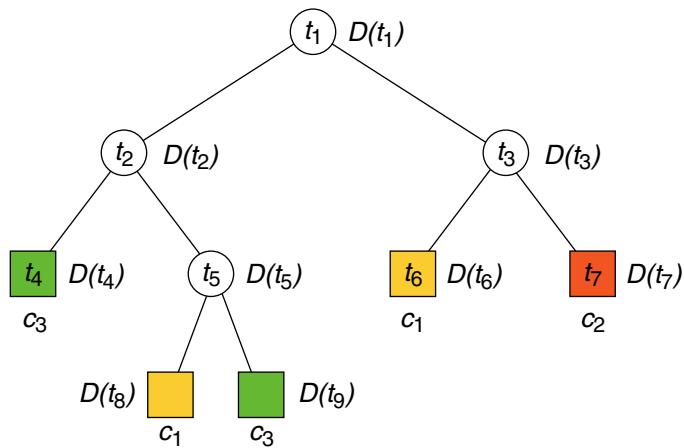 t1 D(t1)
t2 D(t2) t3 D(t3)
t4 D(t4) t5 D(t5) t6 D(t6) t7 D(t7)
c3 c1 c2
D(t8) D(t9)
c1 c3